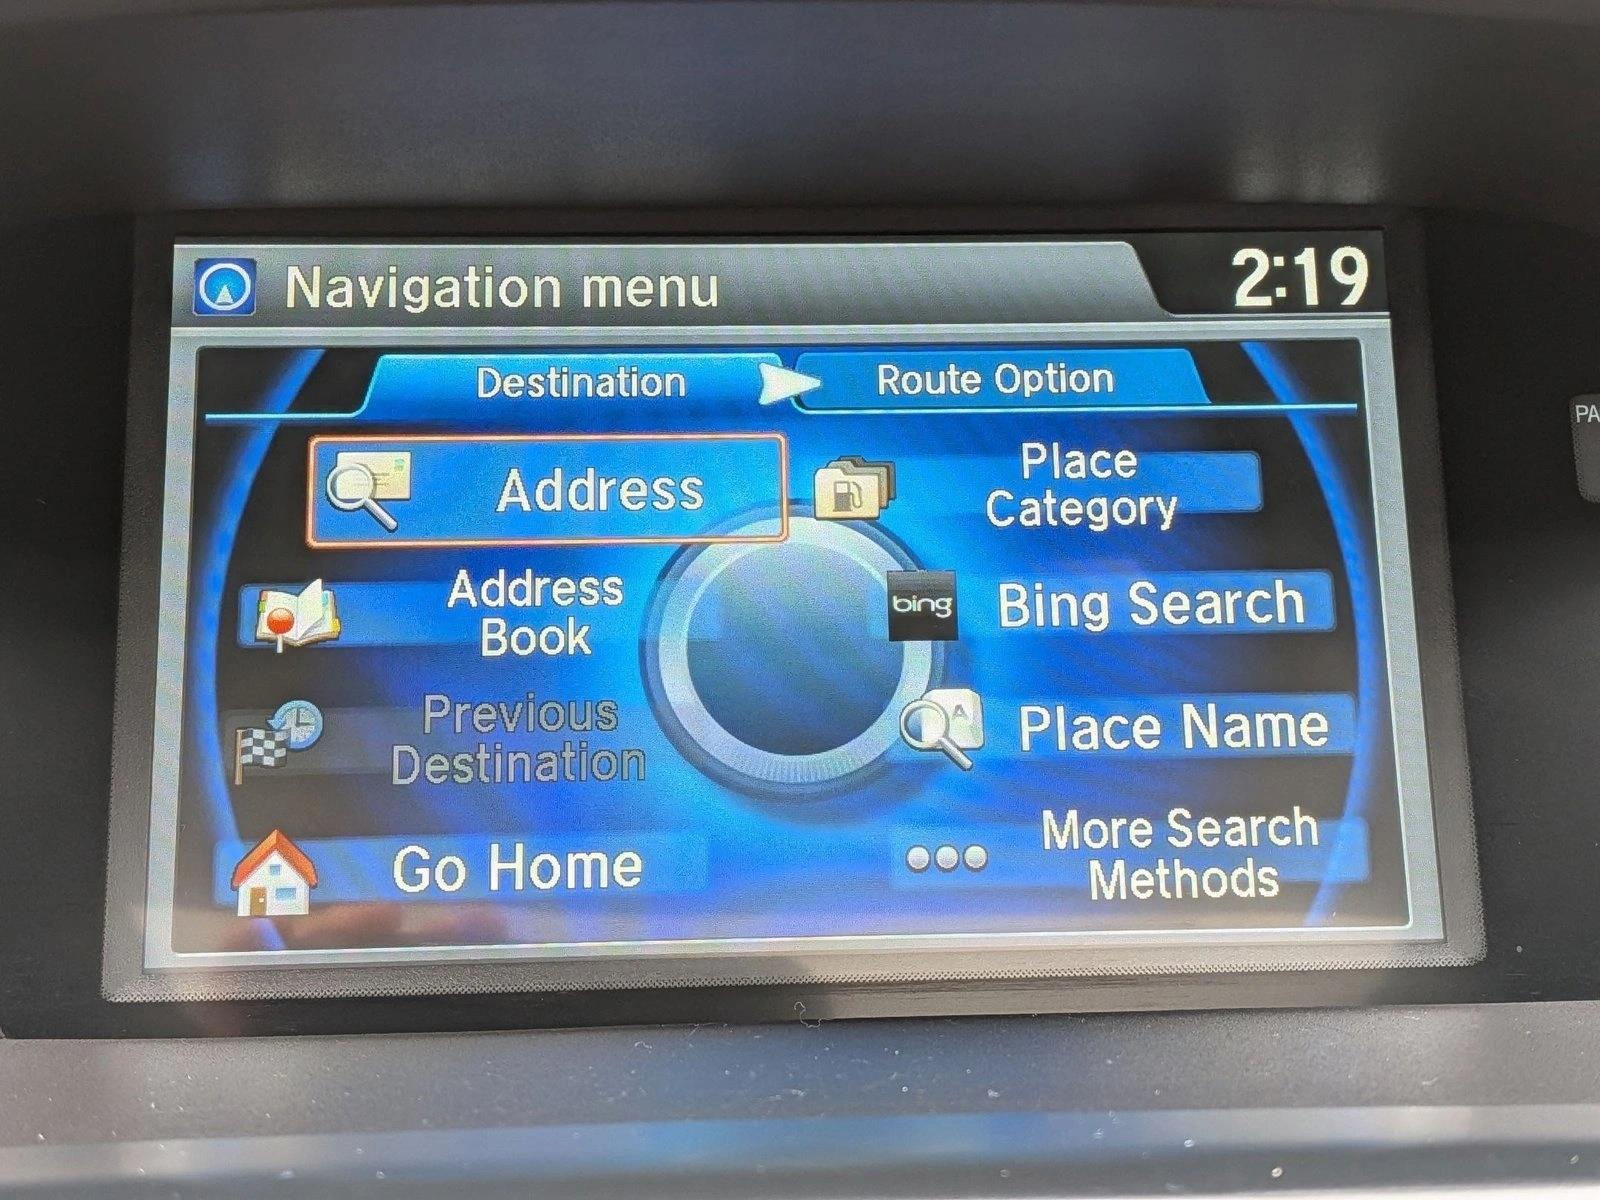 Navigation menu
2:19
Destination
Route Option
Address
Place
Category
Address
Book
bing
Bing Search
Previous
Destination
A
Place Name
Go Home
More Search
Methods
PA